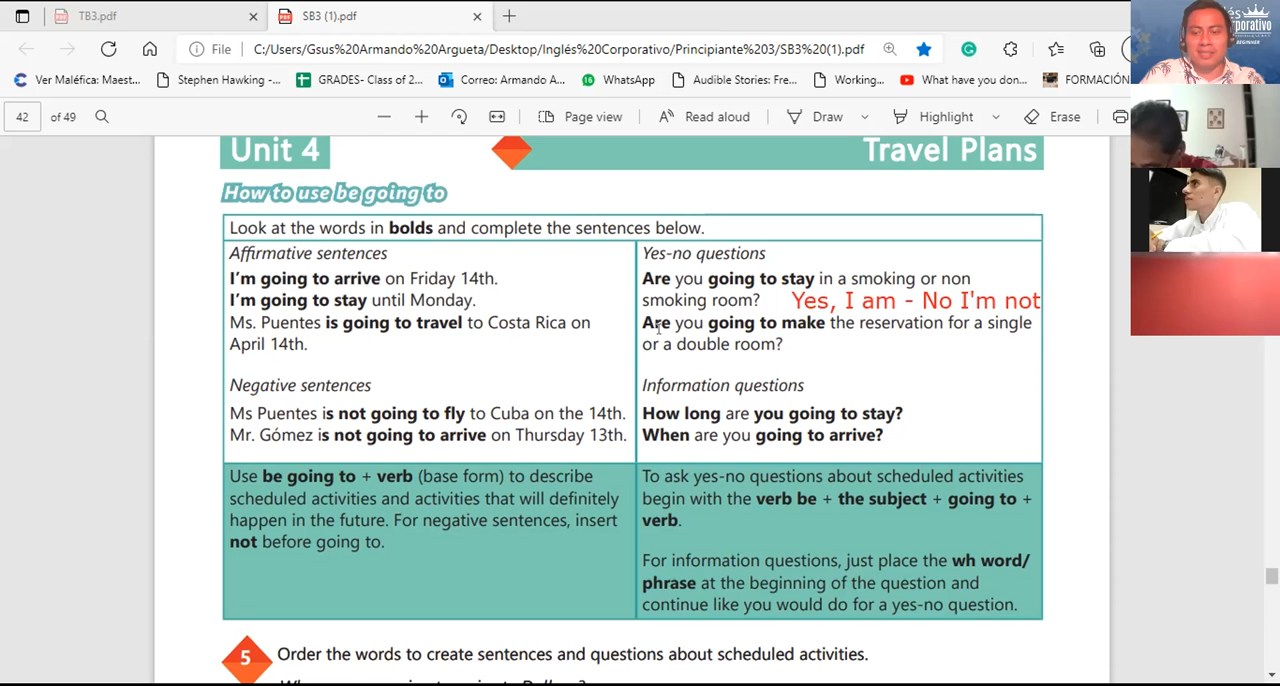 TB3.pdf
SB3 (1).pdf
File C:/Users/Gsus%20Armando%20Argueta/Desktop/Inglés%20Corporativo/Principiante%203/SB3%20(1).pdf
Ver Maléfica: Maest... Stephen Hawking -... GRADES- Class of 2... Correo: Armando A... WhatsApp Audible Stories: Fre... Working... What have you don... FORMACIÓN
42 of 49 Page view Read aloud Draw Highlight Erase
Unit 4 Travel Plans
How to use be going to
Look at the words in bolds and complete the sentences below.
Affirmative sentences
I'm going to arrive on Friday 14th.
I'm going to stay until Monday.
Ms. Puentes is going to travel to Costa Rica on
April 14th.
Negative sentences
Ms Puentes is not going to fly to Cuba on the 14th.
Mr. Gómez is not going to arrive on Thursday 13th.
Yes-no questions
Are you going to stay in a smoking or non
smoking room? Yes, I am - No I'm not
Are you going to make the reservation for a single
or a double room?
Information questions
How long are you going to stay?
When are you going to arrive?
Use be going to + verb (base form) to describe
scheduled activities and activities that will definitely
happen in the future. For negative sentences, insert
not before going to.
To ask yes-no questions about scheduled activities
begin with the verb be + the subject + going to +
verb.
For information questions, just place the wh word/
phrase at the beginning of the question and
continue like you would do for a yes-no question.
5 Order the words to create sentences and questions about scheduled activities.